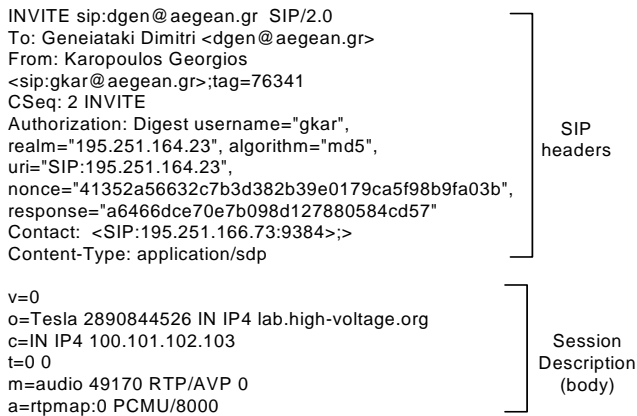 INVITE sip:dgen@aegean.gr SIP/2.0
To: Geneiataki Dimitri <dgen@aegean.gr>
From: Karopoulos Georgios
<sip:gkar@aegean.gr>;tag=76341
CSeq: 2 INVITE
Authorization: Digest username="gkar",
realm="195.251.164.23", algorithm="md5",
uri="SIP:195.251.164.23",
nonce="41352a56632c7b3d382b39e0179ca5f98b9fa03b",
response="a6466dce70e7b098d127880584cd57"
Contact: <SIP:195.251.166.73:9384>;>
Content-Type: application/sdp
SIP
headers
v=0
o=Tesla 2890844526 IN IP4 lab.high-voltage.org
c=IN IP4 100.101.102.103
t=0 0
m=audio 49170 RTP/AVP 0
a=rtpmap:0 PCMU/8000
Session
Description
(body)